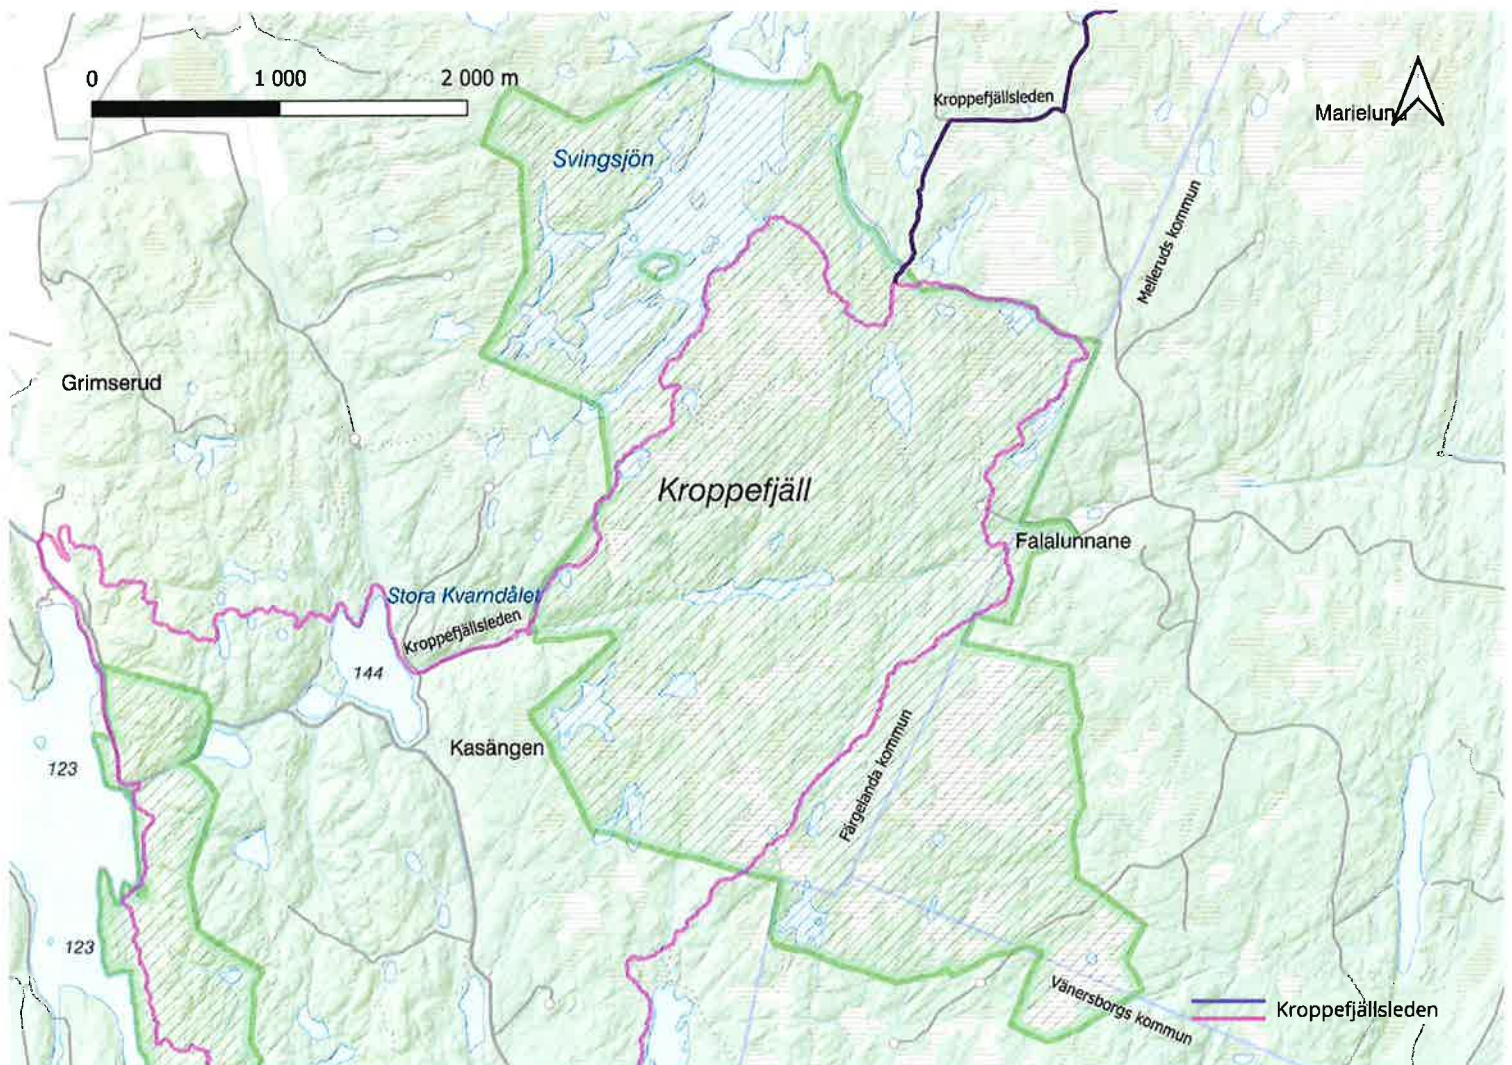 0 1 000 2 000 m
Kroppefjällsleden
Marielund
Svingsjön
Melleruds kommun
Grimserud
Kroppefjäll
Falalunnane
Stora Kvarndålet
Kroppefjällsleden
144
Kasängen
Färgelanda kommun
123
123
Vänersborgs kommun
Kroppefjällsleden